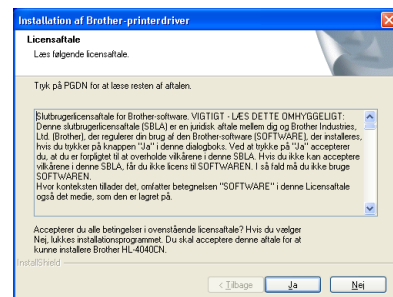 Installation af Brother-printerdriver
Licensaftale
Læs følgende licensaftale.
Tryk på PGDN for at læse resten af aftalen.
Slutbrugerlicensaftale for Brother-software. VIGTIGT - LÆS DETTE OMHYGGELIGT:
Denne slutbrugerlicensaftale (SBLA) er en juridisk aftale mellem dig og Brother Industries,
Ltd. (Brother), der regulerer din brug af den Brother-software (SOFTWARE), der installeres,
hvis du trykker på knappen "Ja" i denne dialogboks. Ved at trykke på "Ja" accepterer
du, at du er forpligtet til at overholde vilkårene i denne SBLA. Hvis du ikke kan acceptere
vilkårene i denne SBLA, får du ikke licens til SOFTWAREN. I så fald må du ikke bruge
SOFTWAREN.
Hvor konteksten tillader det, omfatter betegnelsen "SOFTWARE" i denne Licensaftale
også det medie, som den er lagret på.
Accepterer du alle betingelser i ovenstående licensaftale? Hvis du vælger
Nej, lukkes installationsprogrammet. Du skal acceptere denne aftale for at
kunne installere Brother HL-4040CN.
InstallShield
< Tilbage
Ja
Nej